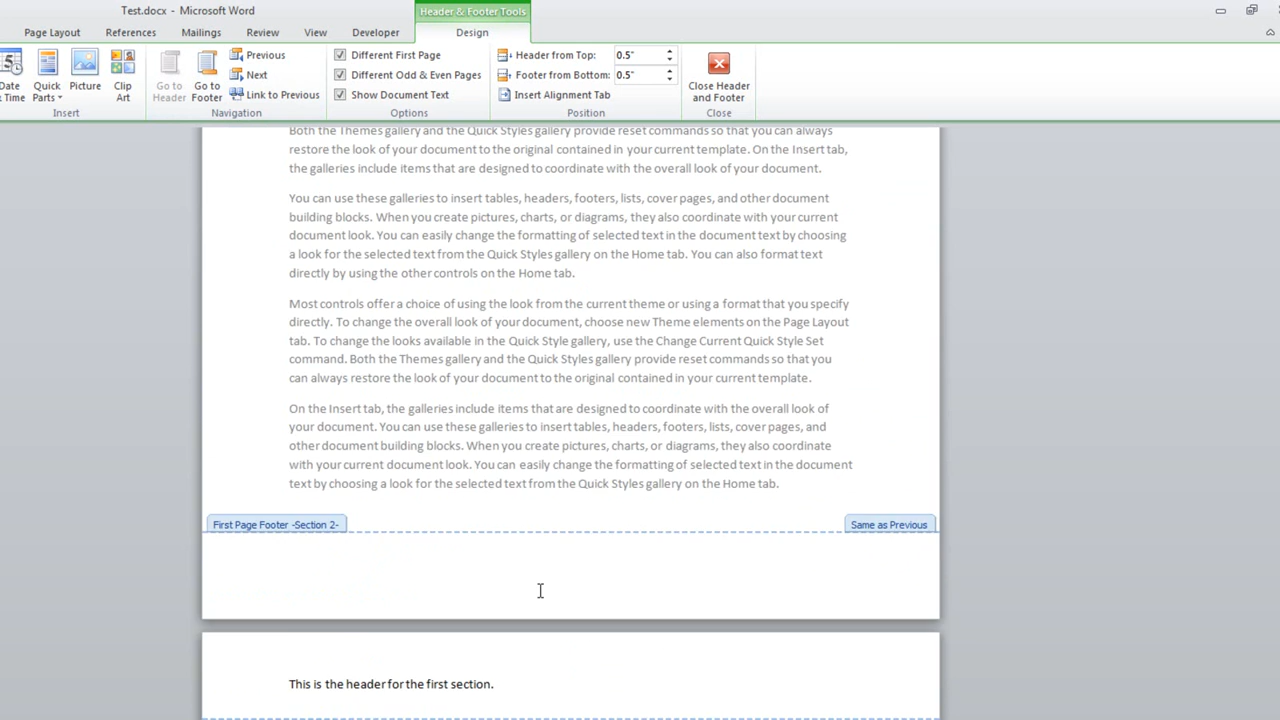 Test.docx - Microsoft Word
Header & Footer Tools
Page Layout
References
Mailings
Review
View
Developer
Design
Date
& Time
Quick
Parts
Picture
Clip
Art
Insert
Go to
Header
Go to
Footer
Previous
Next
Link to Previous
Navigation
Different First Page
Different Odd & Even Pages
Show Document Text
Options
Header from Top: 0.5"
Footer from Bottom: 0.5"
Insert Alignment Tab
Position
Close Header
and Footer
Close
Both the Themes gallery and the Quick Styles gallery provide reset commands so that you can always
restore the look of your document to the original contained in your current template. On the Insert tab,
the galleries include items that are designed to coordinate with the overall look of your document.
You can use these galleries to insert tables, headers, footers, lists, cover pages, and other document
building blocks. When you create pictures, charts, or diagrams, they also coordinate with your current
document look. You can easily change the formatting of selected text in the document text by choosing
a look for the selected text from the Quick Styles gallery on the Home tab. You can also format text
directly by using the other controls on the Home tab.
Most controls offer a choice of using the look from the current theme or using a format that you specify
directly. To change the overall look of your document, choose new Theme elements on the Page Layout
tab. To change the looks available in the Quick Style gallery, use the Change Current Quick Style Set
command. Both the Themes gallery and the Quick Styles gallery provide reset commands so that you
can always restore the look of your document to the original contained in your current template.
On the Insert tab, the galleries include items that are designed to coordinate with the overall look of
your document. You can use these galleries to insert tables, headers, footers, lists, cover pages, and
other document building blocks. When you create pictures, charts, or diagrams, they also coordinate
with your current document look. You can easily change the formatting of selected text in the document
text by choosing a look for the selected text from the Quick Styles gallery on the Home tab.
First Page Footer -Section 2-
Same as Previous
This is the header for the first section.